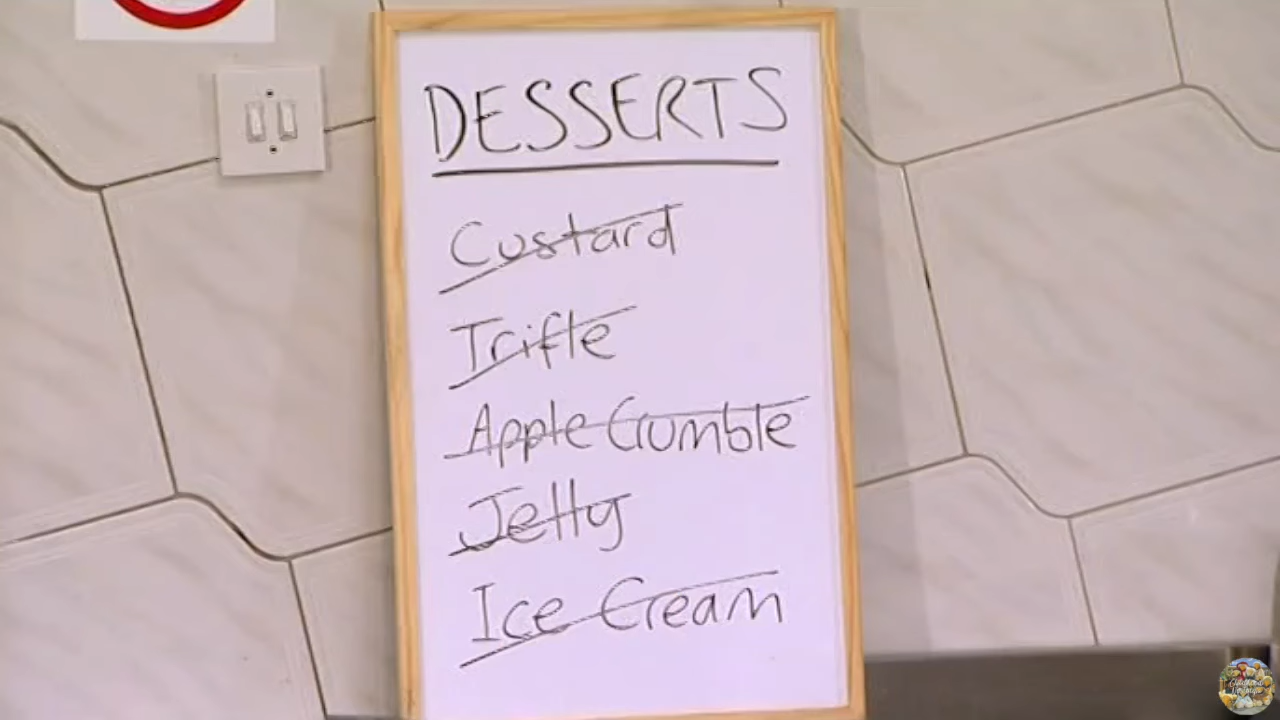 DESSERTS
Custard
Trifle
Apple Crumble
Jelly
Ice Cream